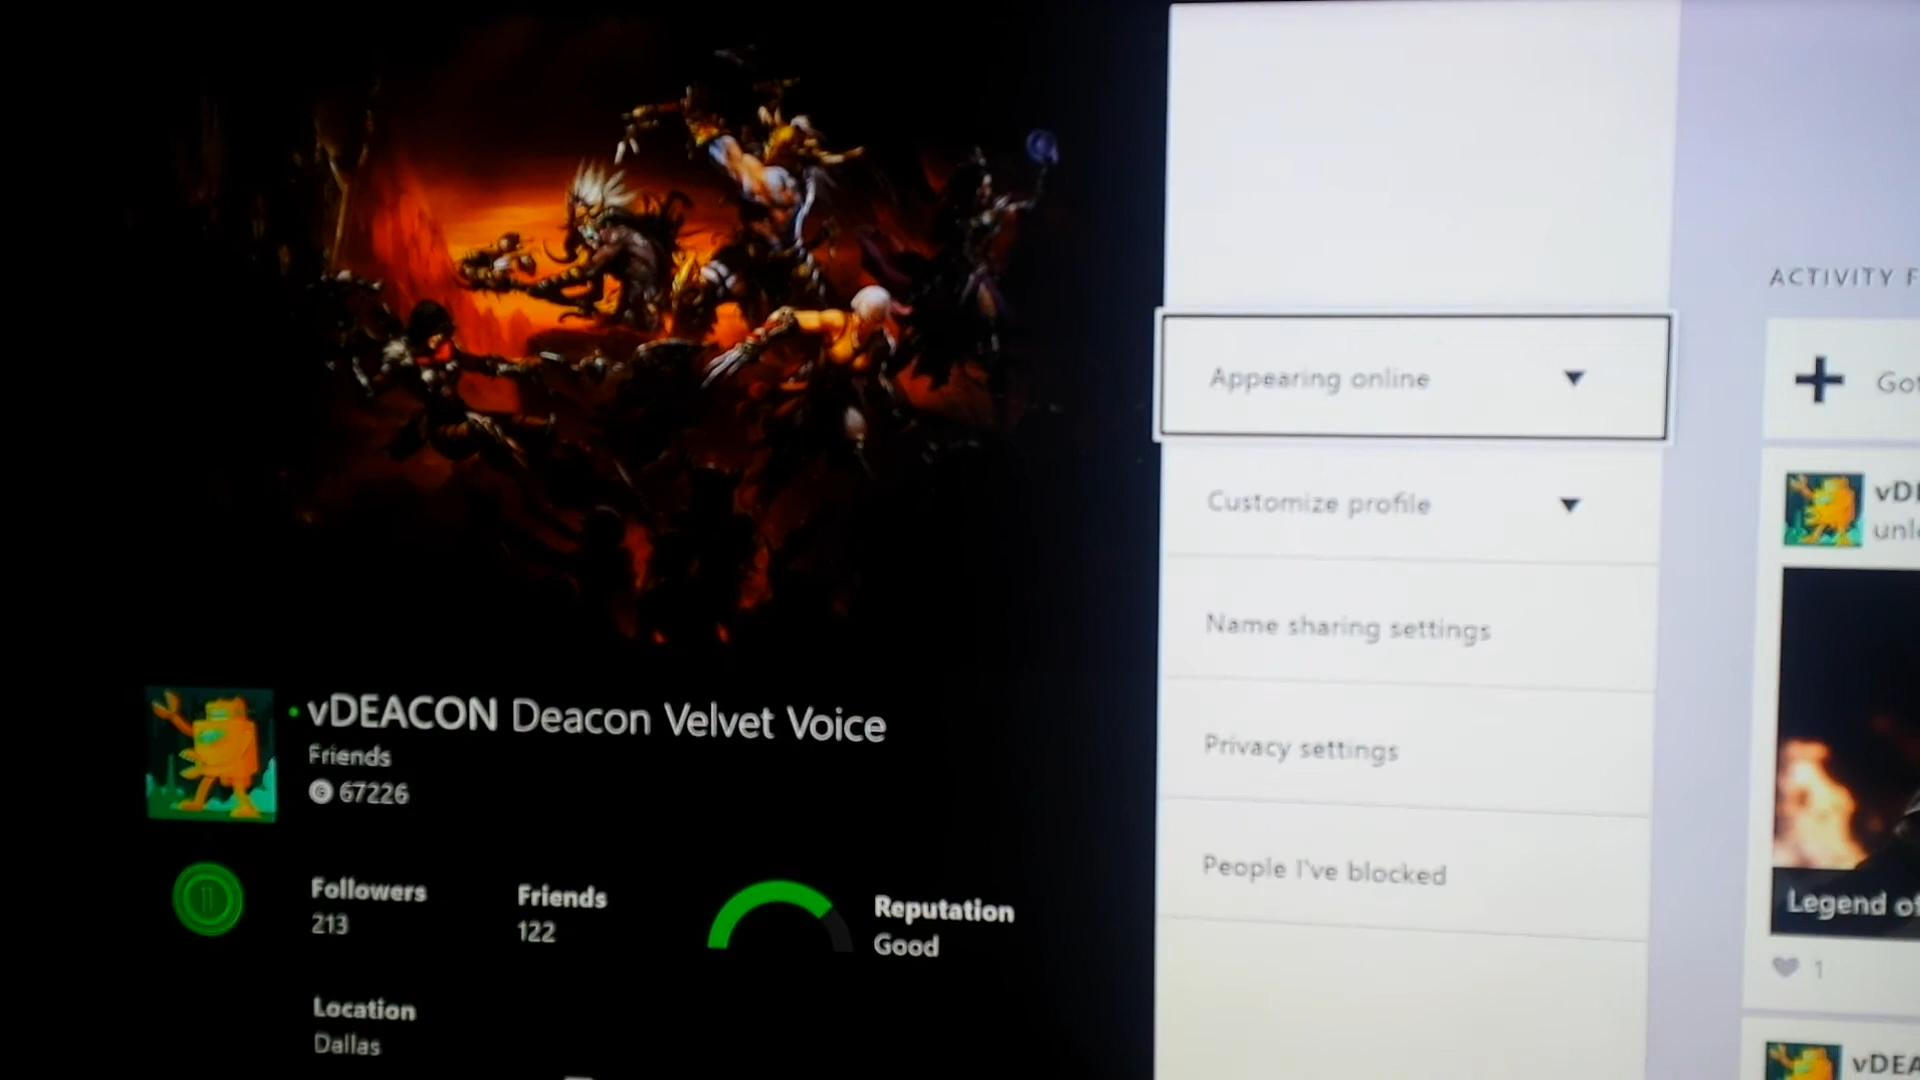 vDEACON Deacon Velvet Voice
Friends
67226
Followers
213
Friends
122
Reputation
Good
Location
Dallas
Appearing online
Customize profile
Name sharing settings
Privacy settings
People I've blocked
ACTIVITY
Legend of
1